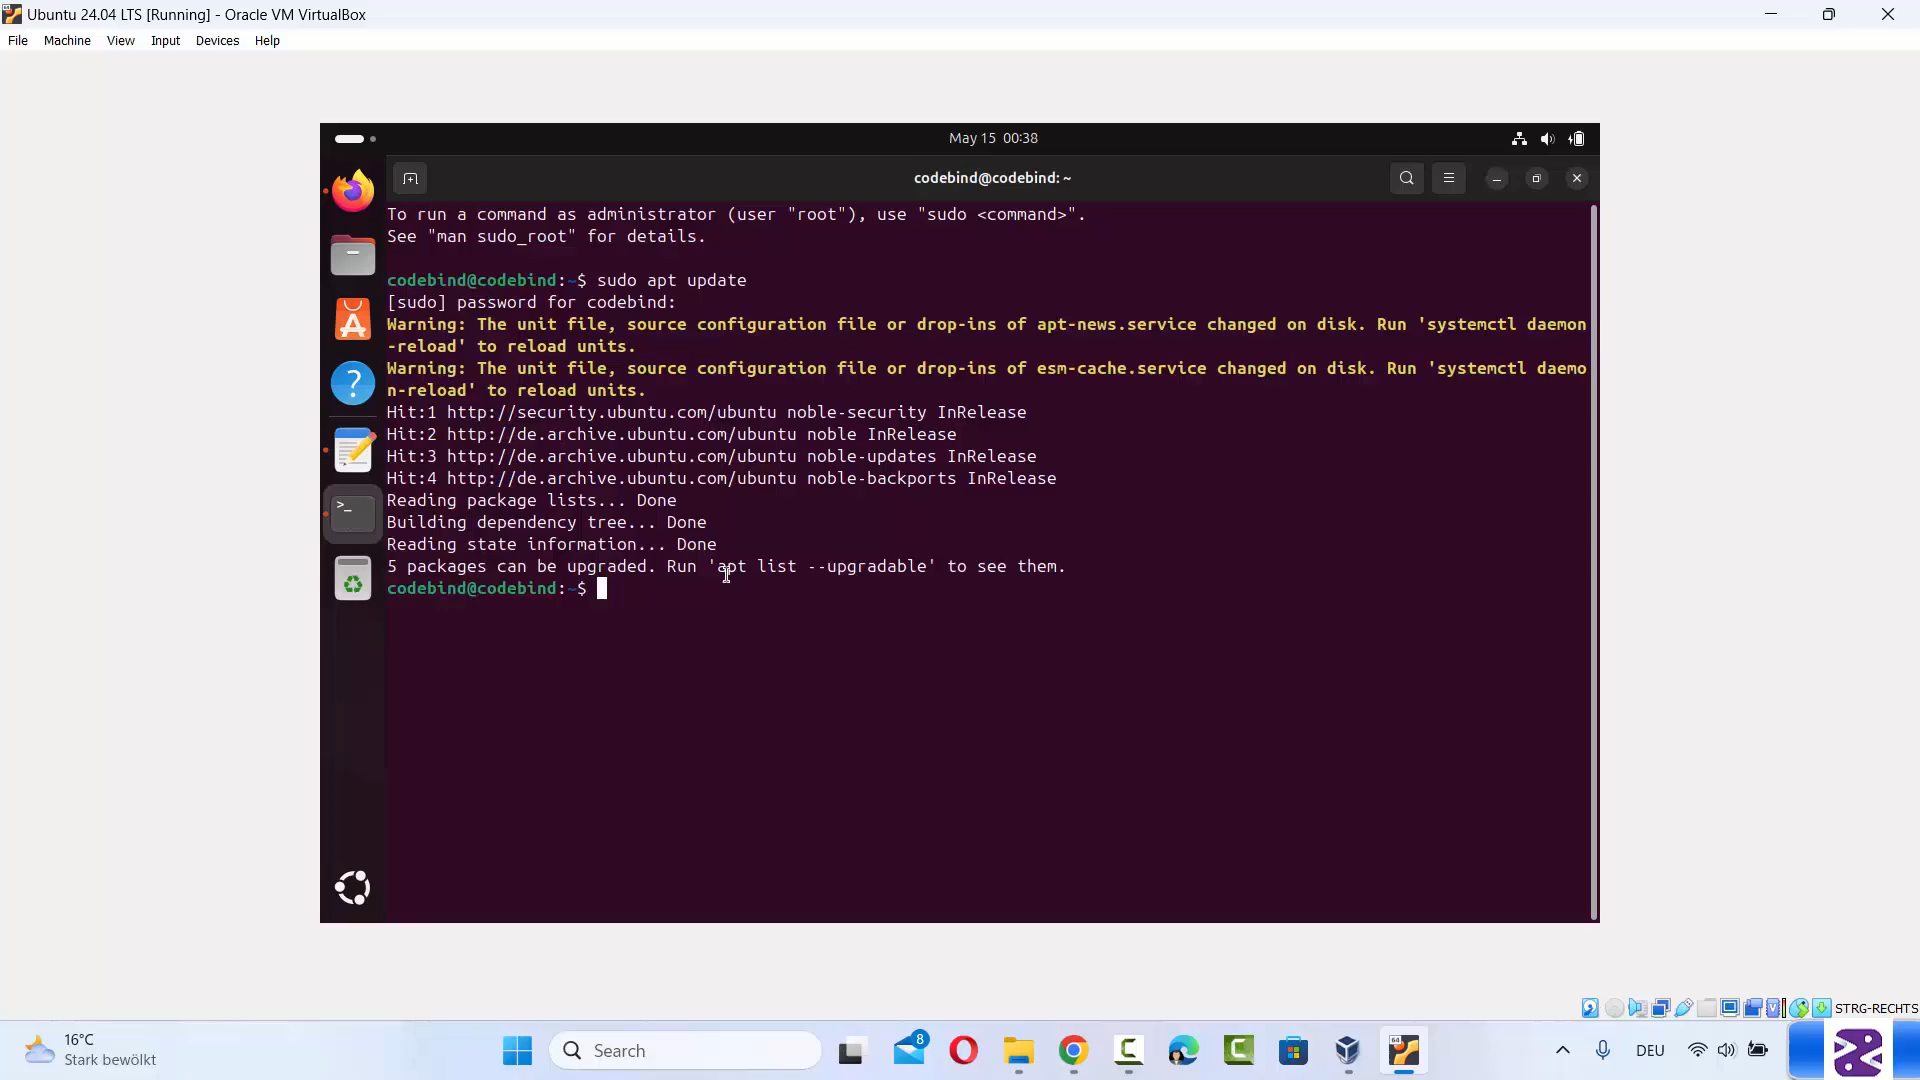 Ubuntu 24.04 LTS [Running] - Oracle VM VirtualBox
File Machine View Input Devices Help
May 15 00:38
codebind@codebind: ~
To run a command as administrator (user "root"), use "sudo <command>".
See "man sudo_root" for details.
codebind@codebind:~$ sudo apt update
[sudo] password for codebind:
Warning: The unit file, source configuration file or drop-ins of apt-news.service changed on disk. Run 'systemctl daemon
-reload' to reload units.
Warning: The unit file, source configuration file or drop-ins of esm-cache.service changed on disk. Run 'systemctl daemo
n-reload' to reload units.
Hit:1 http://security.ubuntu.com/ubuntu noble-security InRelease
Hit:2 http://de.archive.ubuntu.com/ubuntu noble InRelease
Hit:3 http://de.archive.ubuntu.com/ubuntu noble-updates InRelease
Hit:4 http://de.archive.ubuntu.com/ubuntu noble-backports InRelease
Reading package lists... Done
Building dependency tree... Done
Reading state information... Done
5 packages can be upgraded. Run 'apt list --upgradable' to see them.
codebind@codebind:~$
STRG-RECHTS
16°C
Stark bewölkt
Search
8
64
DEU